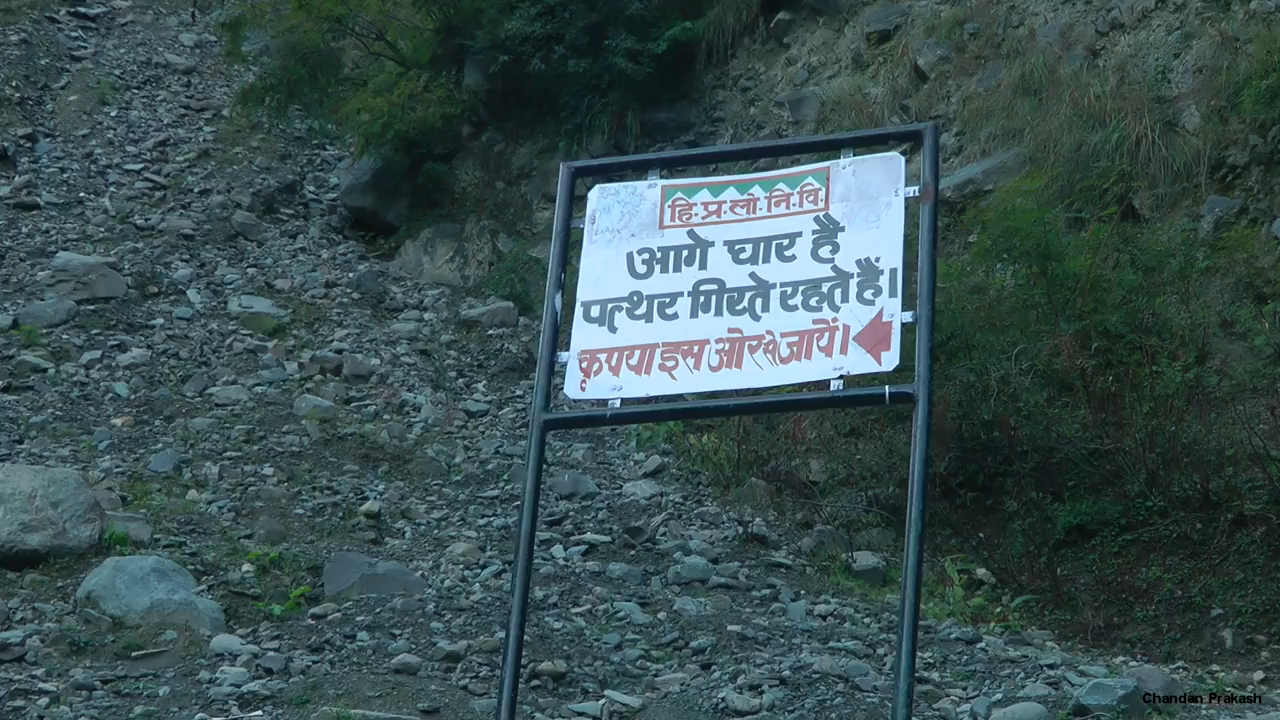 हि.प्र.लो.नि.वि.
आगे घार है
पत्थर गिरते रहते हैं।
कृपया इस ओर से जायें।
Chandan Prakash